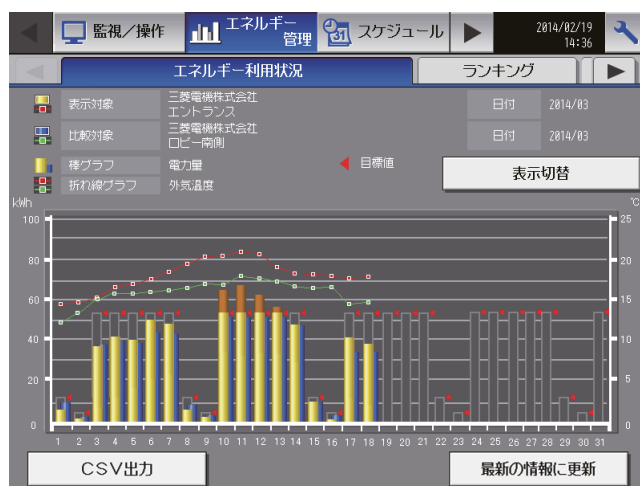 監視/操作 エネルギー管理 31 スケジュール 2014/02/19 14:36
エネルギー利用状況 ランキング
表示対象 三菱電機株式会社 エントランス 日付 2014/03
比較対象 三菱電機株式会社 ロビー南側 日付 2014/03
棒グラフ 電力量 目標値 表示切替
折れ線グラフ 外気温度
kWh ℃
100 25
80 20
60 15
40 10
20 5
0 0
1 2 3 4 5 6 7 8 9 10 11 12 13 14 15 16 17 18 19 20 21 22 23 24 25 26 27 28 29 30 31
CSV出力 最新の情報に更新